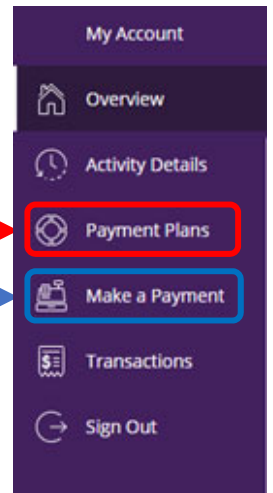 My Account
Overview
Activity Details
Payment Plans
Make a Payment
Transactions
Sign Out